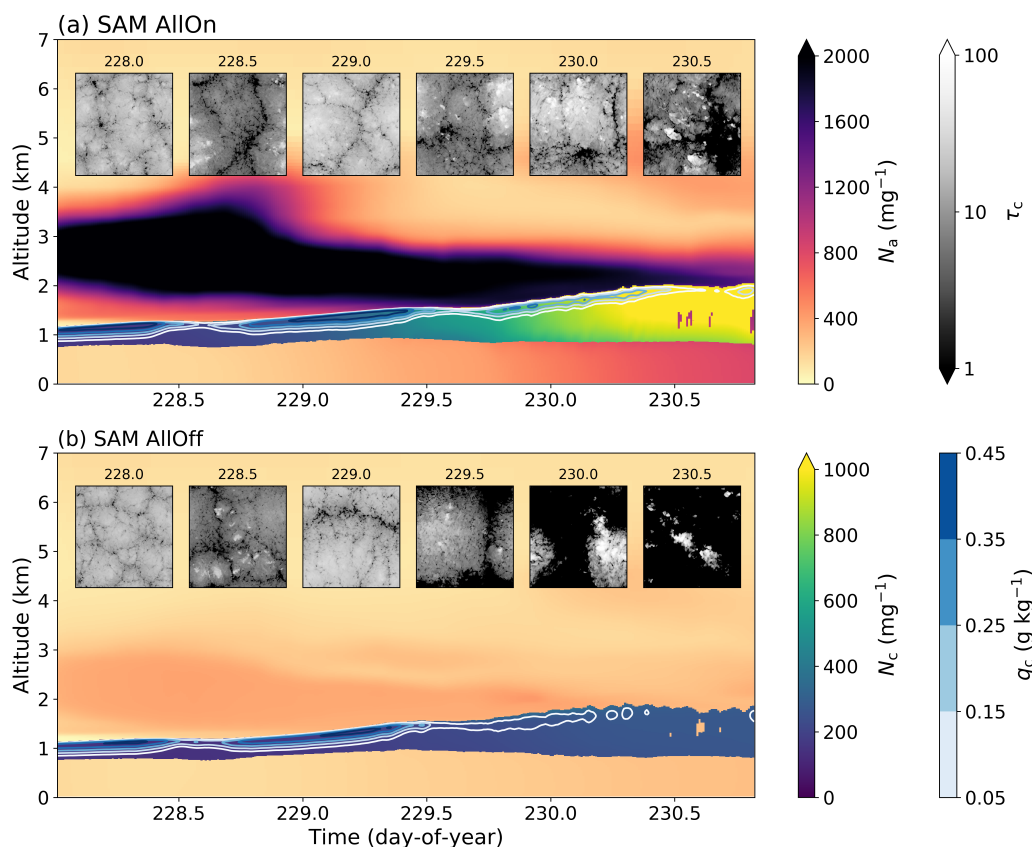 (a) SAM AllOn
228.0 228.5 229.0 229.5 230.0 230.5
7
6
5
4
3
2
1
0
Altitude (km)
228.5 229.0 229.5 230.0 230.5
2000
1600
1200
800
400
0
Nₐ (mg⁻¹)
100
10
1
τ_c
(b) SAM AllOff
228.0 228.5 229.0 229.5 230.0 230.5
7
6
5
4
3
2
1
0
Altitude (km)
228.5 229.0 229.5 230.0 230.5
Time (day-of-year)
1000
800
600
400
200
0
N_c (mg⁻¹)
0.45
0.35
0.25
0.15
0.05
q_c (g kg⁻¹)